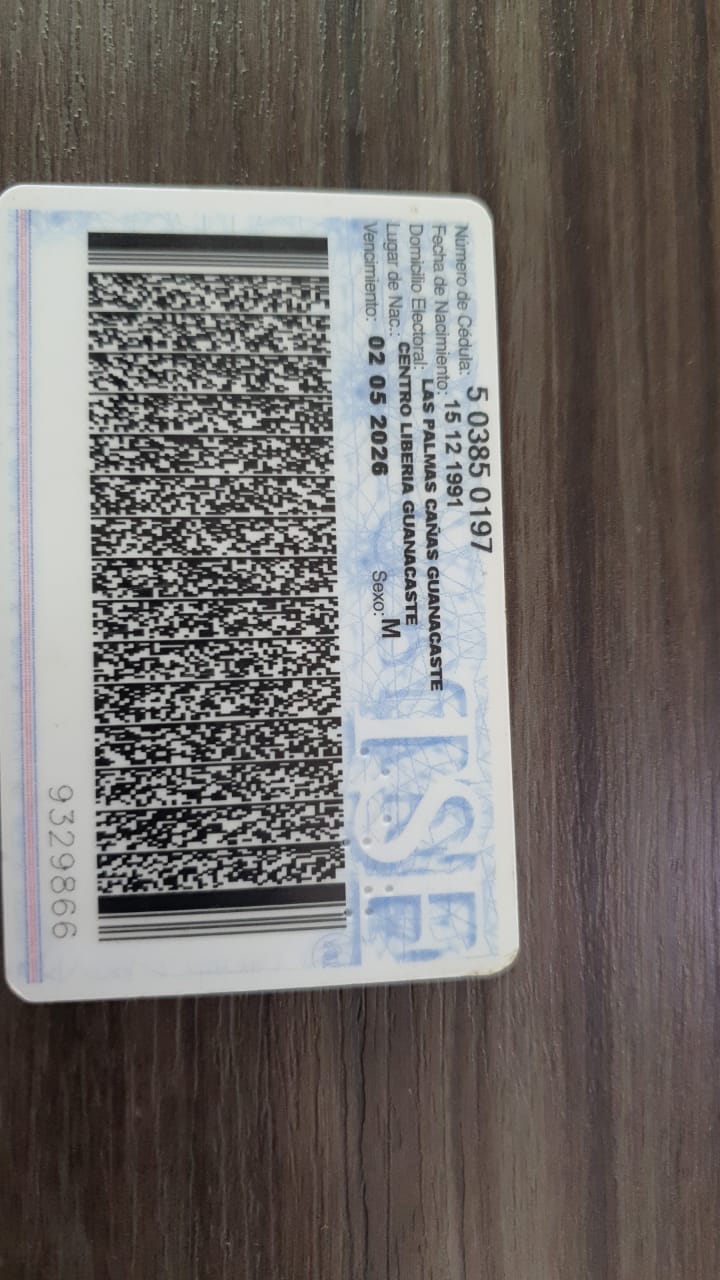 Número de Cédula: 5 0385 0197
Fecha de Nacimiento: 15 12 1991
Domicilio Electoral: LAS PALMAS CAÑAS GUANACASTE
Lugar de Nac.: CENTRO LIBERIA GUANACASTE
Vencimiento: 02 05 2026 Sexo: M
TSE
9329866